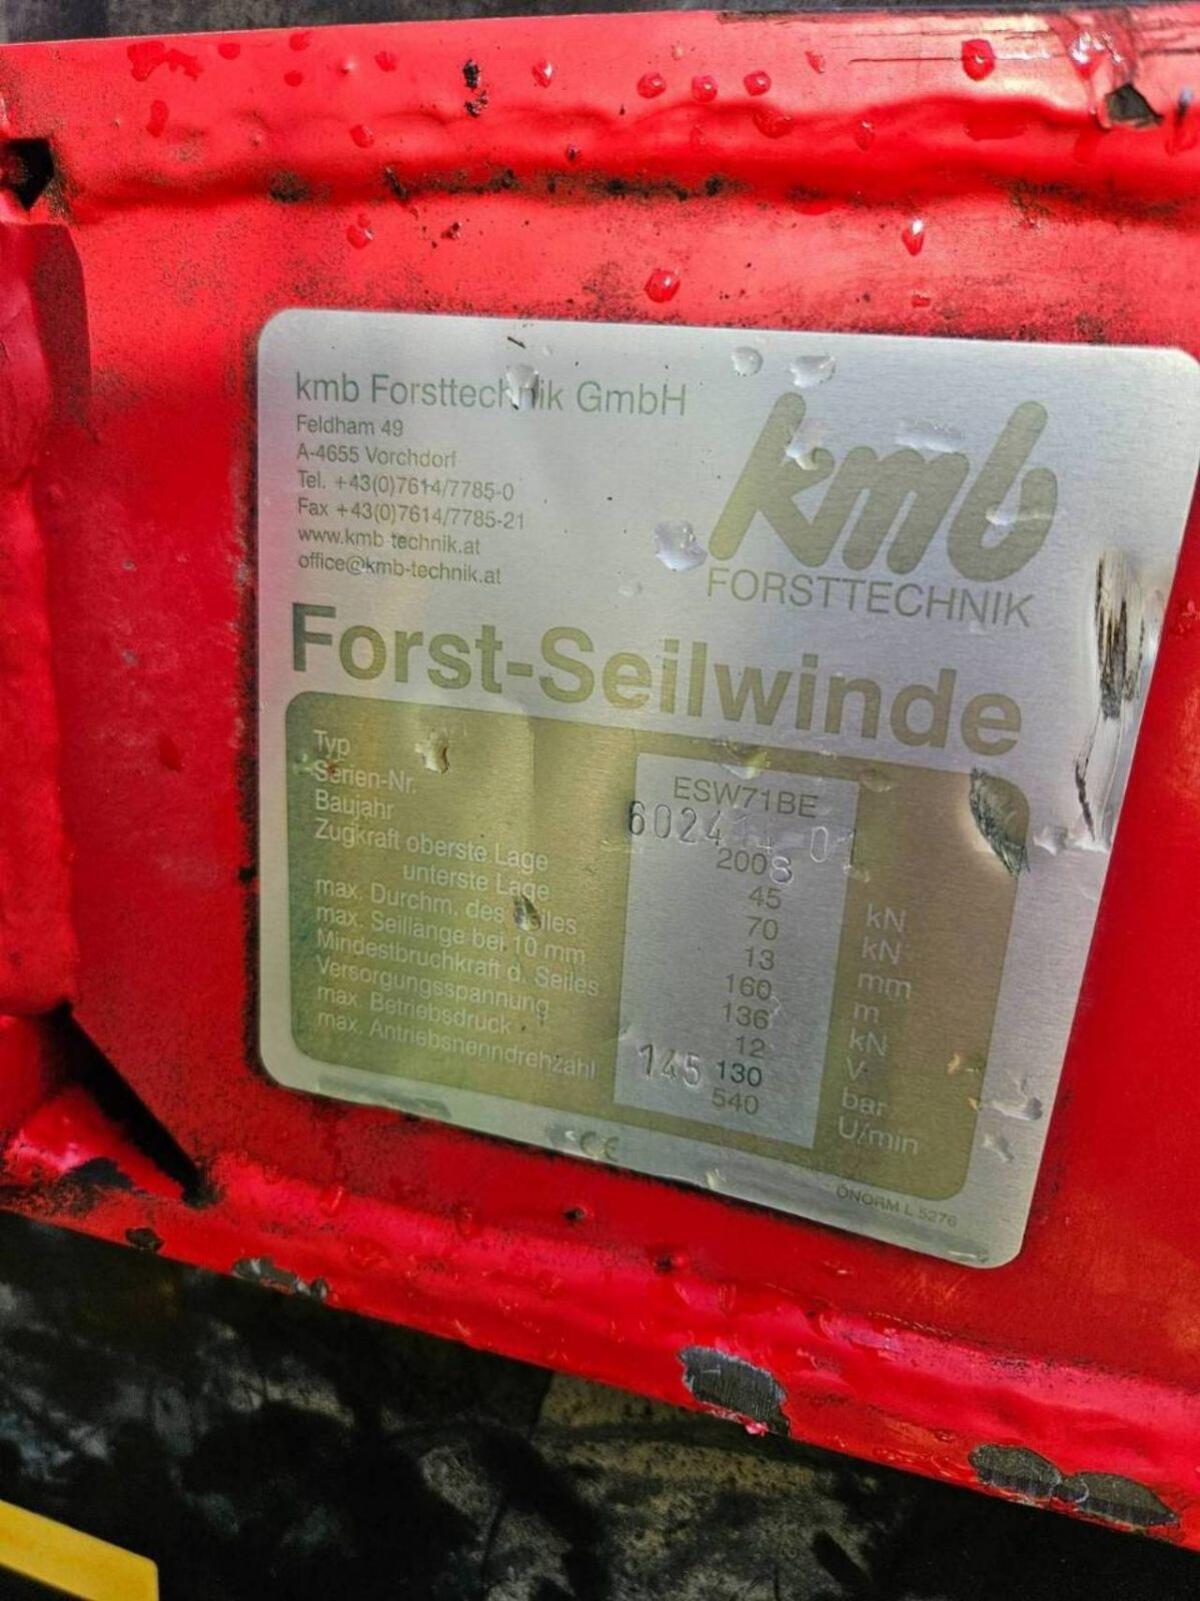 kmb Forsttechnik GmbH
Feldham 49
A-4655 Vorchdorf
Tel. +43(0)7614/7785-0
Fax +43(0)7614/7785-21
www.kmb-technik.at
office@kmb-technik.at
kmb
FORSTTECHNIK
Forst-Seilwinde
Typ ESW71BE
Serien-Nr.
Baujahr 2008
Zugkraft oberste Lage 45 kN
unterste Lage 70 kN
max. Durchm. des Seiles 13 mm
max. Seillänge bei 10 mm 160 m
Mindestbruchkraft d. Seiles 136 kN
Versorgungsspannung 12 V
max. Betriebsdruck 145 130 bar
max. Antriebsnenndrehzahl 540 U/min
CE
ÖNORM L 5276